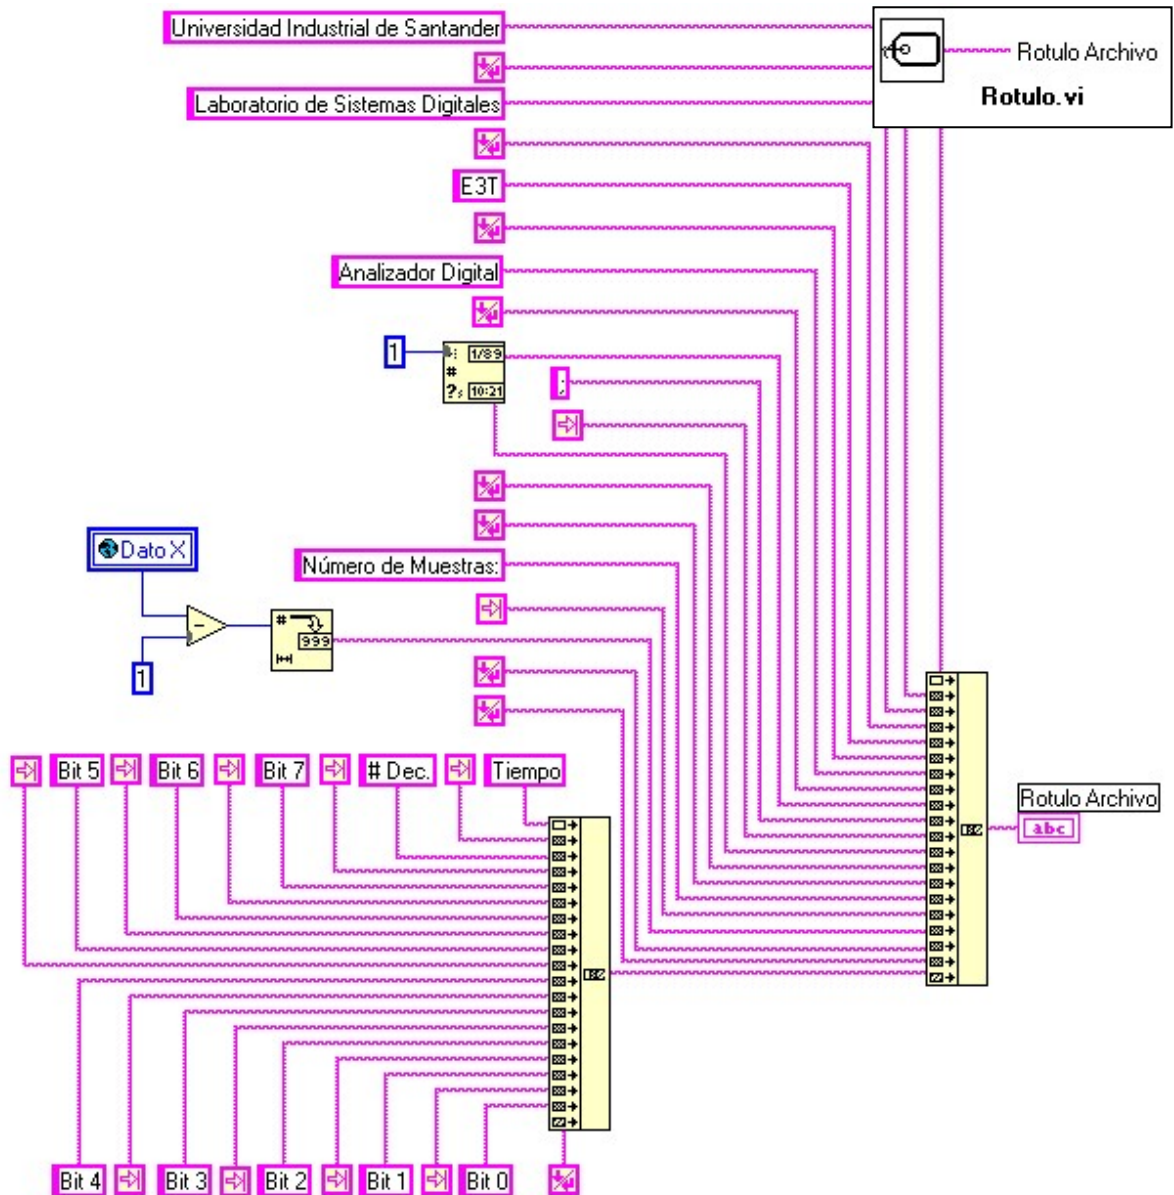 Universidad Industrial de Santander
Rotulo Archivo
Rotulo.vi
Laboratorio de Sistemas Digitales
E3T
Analizador Digital
1
1/89
#
?
10:21
:
Dato X
Número de Muestras:
-
#
999
1
Bit 5
Bit 6
Bit 7
# Dec.
Tiempo
Rotulo Archivo
abc
Bit 4
Bit 3
Bit 2
Bit 1
Bit 0